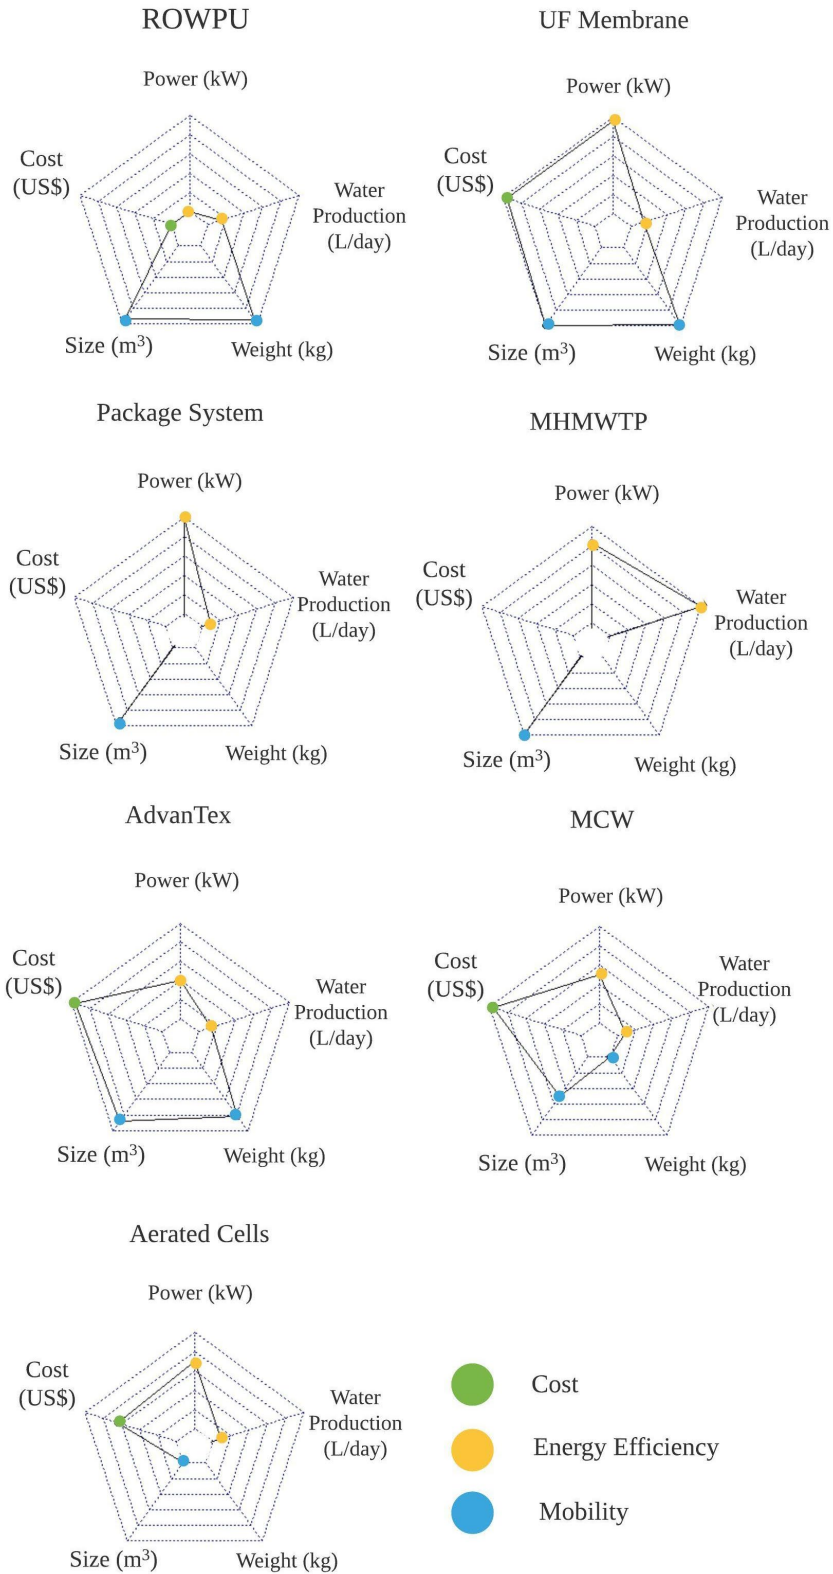 ROWPU
Power (kW)
Cost
(US$)
Water
Production
(L/day)
Size (m³)
Weight (kg)
UF Membrane
Power (kW)
Cost
(US$)
Water
Production
(L/day)
Size (m³)
Weight (kg)
Package System
Power (kW)
Cost
(US$)
Water
Production
(L/day)
Size (m³)
Weight (kg)
MHMWTP
Power (kW)
Cost
(US$)
Water
Production
(L/day)
Size (m³)
Weight (kg)
AdvanTex
Power (kW)
Cost
(US$)
Water
Production
(L/day)
Size (m³)
Weight (kg)
MCW
Power (kW)
Cost
(US$)
Water
Production
(L/day)
Size (m³)
Weight (kg)
Aerated Cells
Power (kW)
Cost
(US$)
Water
Production
(L/day)
Size (m³)
Weight (kg)
Cost
Energy Efficiency
Mobility